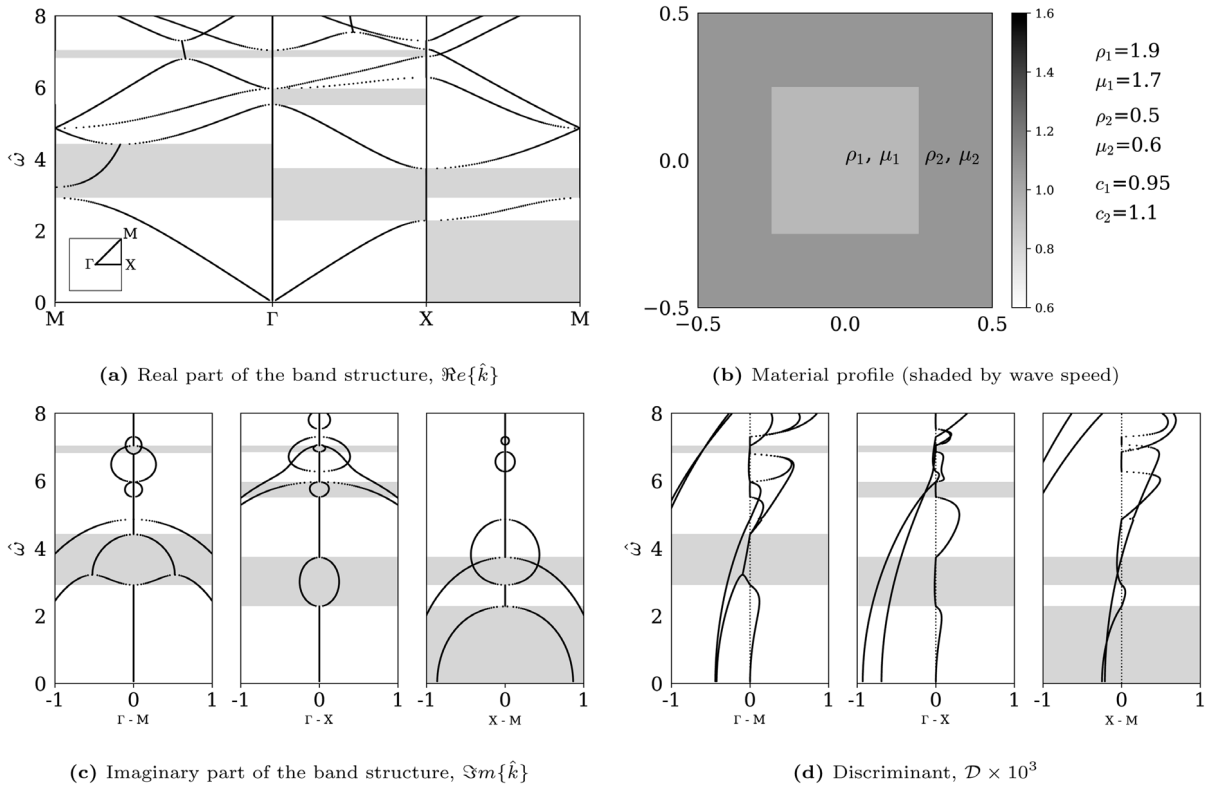 8
6
4
2
0
ω̂
M
Γ
X
M
M
Γ
X
(a) Real part of the band structure, ℜe{k̂}
0.5
0.0
−0.5
−0.5
0.0
0.5
ρ₁, μ₁
ρ₂, μ₂
1.6
1.4
1.2
1.0
0.8
0.6
ρ₁=1.9
μ₁=1.7
ρ₂=0.5
μ₂=0.6
c₁=0.95
c₂=1.1
(b) Material profile (shaded by wave speed)
8
6
4
2
0
ω̂
-1 0 1
Γ - M
-1 0 1
Γ - X
-1 0 1
X - M
(c) Imaginary part of the band structure, ℑm{k̂}
8
6
4
2
0
ω̂
-1 0 1
Γ - M
-1 0 1
Γ - X
-1 0 1
X - M
(d) Discriminant, 𝒟 × 10³